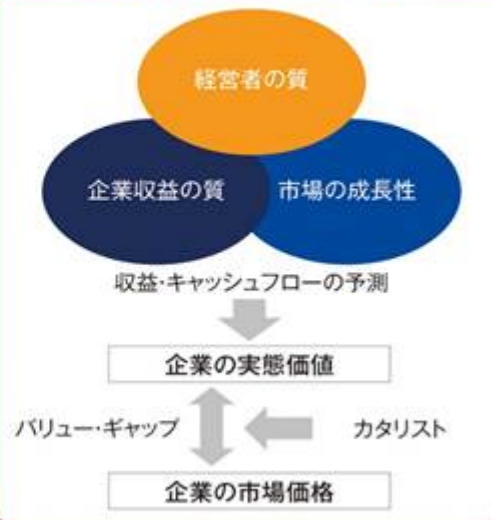 経営者の質
企業収益の質
市場の成長性
収益・キャッシュフローの予測
企業の実態価値
バリュー・ギャップ
カタリスト
企業の市場価格